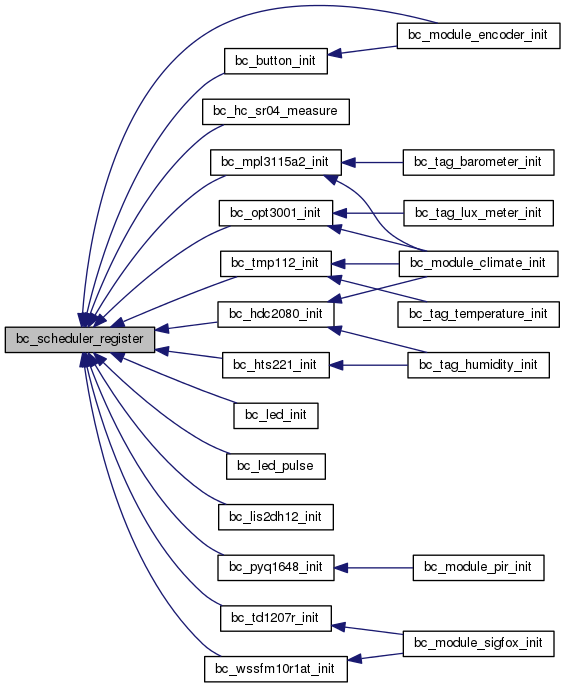 bc_module_encoder_init
bc_button_init
bc_hc_sr04_measure
bc_mpl3115a2_init
bc_tag_barometer_init
bc_opt3001_init
bc_tag_lux_meter_init
bc_tmp112_init
bc_module_climate_init
bc_hdc2080_init
bc_tag_temperature_init
bc_scheduler_register
bc_hts221_init
bc_tag_humidity_init
bc_led_init
bc_led_pulse
bc_lis2dh12_init
bc_pyq1648_init
bc_module_pir_init
bc_td1207r_init
bc_module_sigfox_init
bc_wssfm10r1at_init